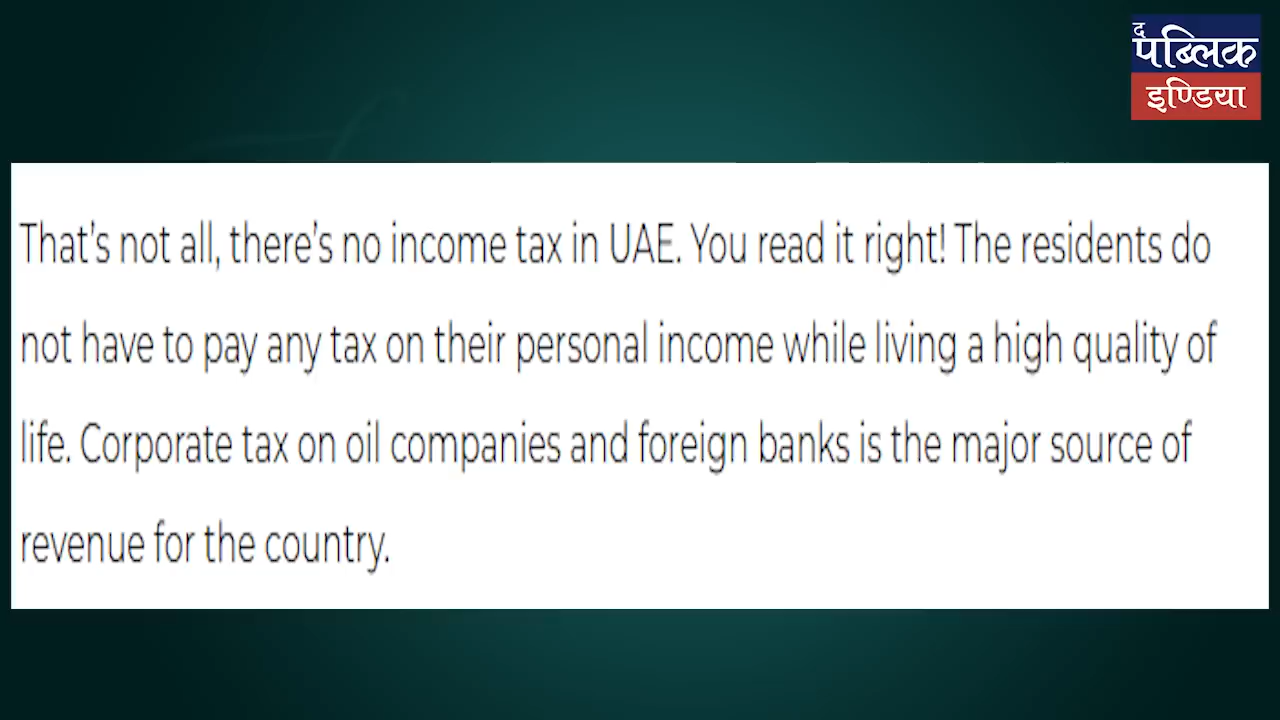 द
पब्लिक
इण्डिया
That's not all, there's no income tax in UAE. You read it right! The residents do
not have to pay any tax on their personal income while living a high quality of
life. Corporate tax on oil companies and foreign banks is the major source of
revenue for the country.